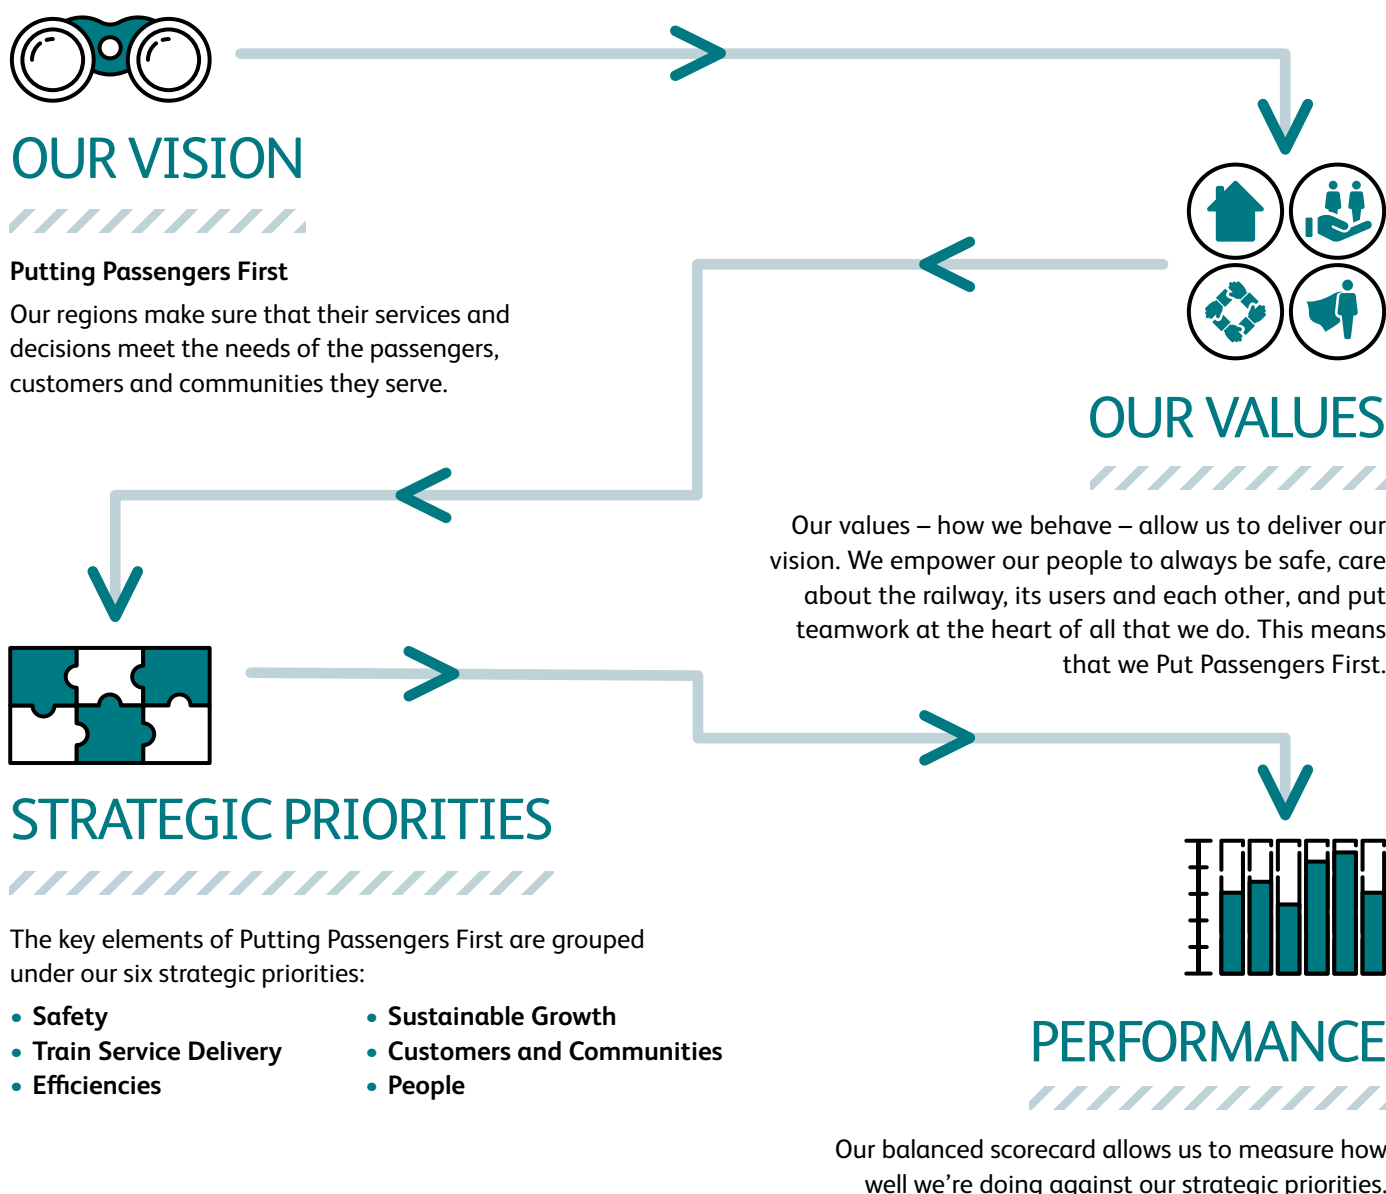 OUR VISION
Putting Passengers First
Our regions make sure that their services and
decisions meet the needs of the passengers,
customers and communities they serve.
OUR VALUES
Our values – how we behave – allow us to deliver our
vision. We empower our people to always be safe, care
about the railway, its users and each other, and put
teamwork at the heart of all that we do. This means
that we Put Passengers First.
STRATEGIC PRIORITIES
The key elements of Putting Passengers First are grouped
under our six strategic priorities:
• Safety
• Train Service Delivery
• Efficiencies
• Sustainable Growth
• Customers and Communities
• People
PERFORMANCE
Our balanced scorecard allows us to measure how
well we’re doing against our strategic priorities.